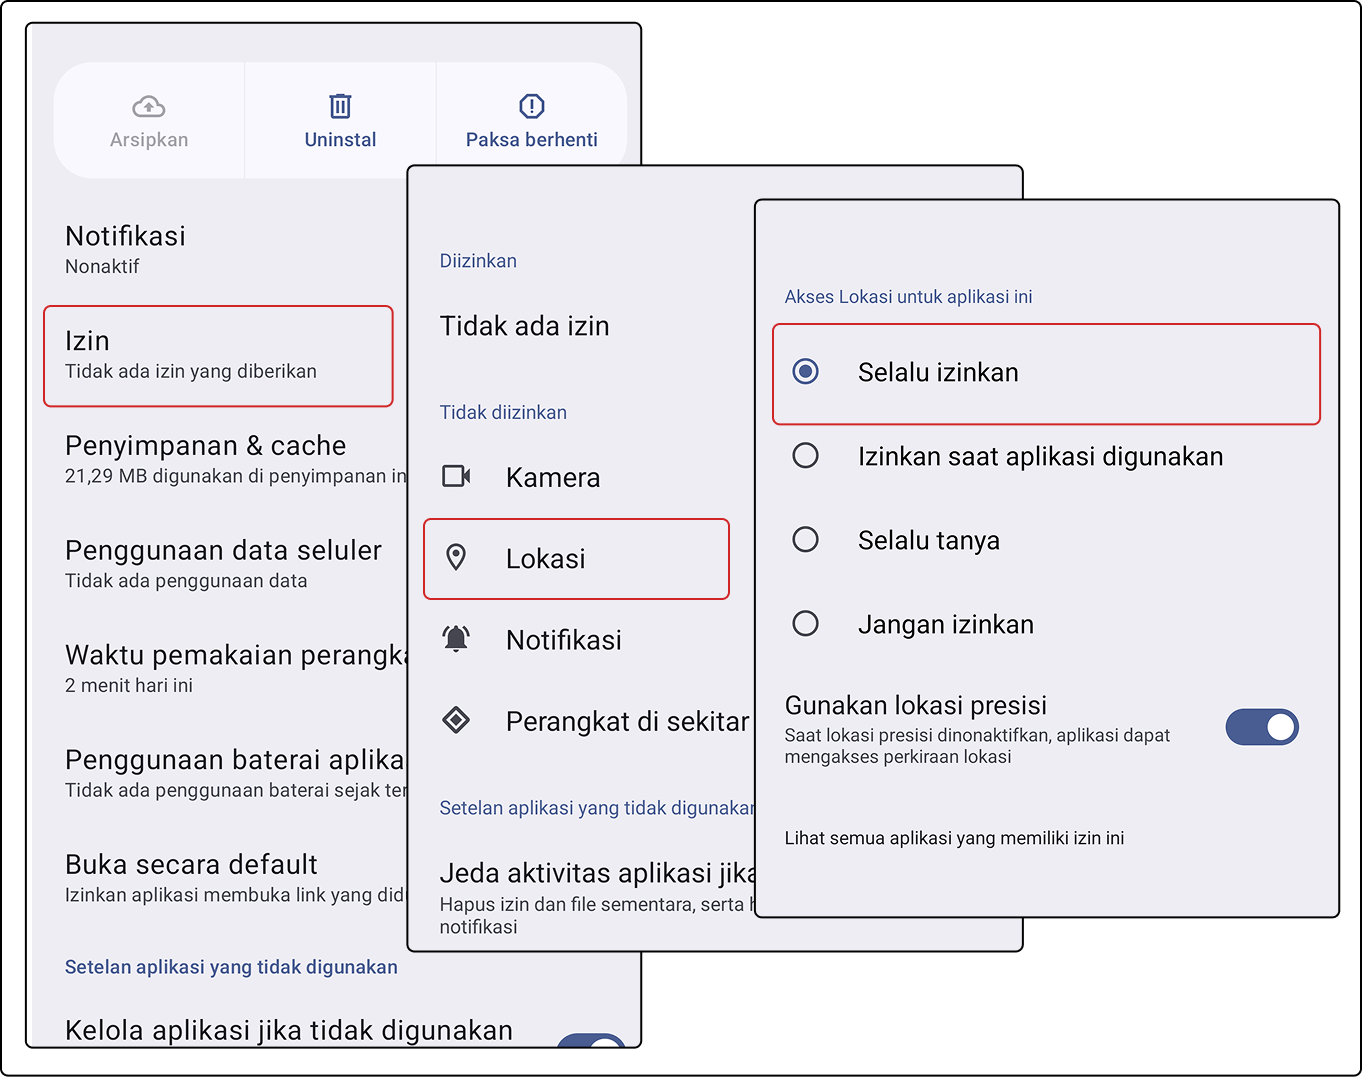 Arsipkan
Uninstal
Paksa berhenti
Notifikasi
Nonaktif
Izin
Tidak ada izin yang diberikan
Penyimpanan & cache
21,29 MB digunakan di penyimpanan in
Penggunaan data seluler
Tidak ada penggunaan data
Waktu pemakaian perangka
2 menit hari ini
Penggunaan baterai aplika
Tidak ada penggunaan baterai sejak ter
Buka secara default
Izinkan aplikasi membuka link yang did
Setelan aplikasi yang tidak digunakan
Kelola aplikasi jika tidak digunakan
Diizinkan
Tidak ada izin
Tidak diizinkan
Kamera
Lokasi
Notifikasi
Perangkat di sekitar
Setelan aplikasi yang tidak digunakan
Jeda aktivitas aplikasi jika
Hapus izin dan file sementara, serta h
notifikasi
Akses Lokasi untuk aplikasi ini
Selalu izinkan
Izinkan saat aplikasi digunakan
Selalu tanya
Jangan izinkan
Gunakan lokasi presisi
Saat lokasi presisi dinonaktifkan, aplikasi dapat
mengakses perkiraan lokasi
Lihat semua aplikasi yang memiliki izin ini